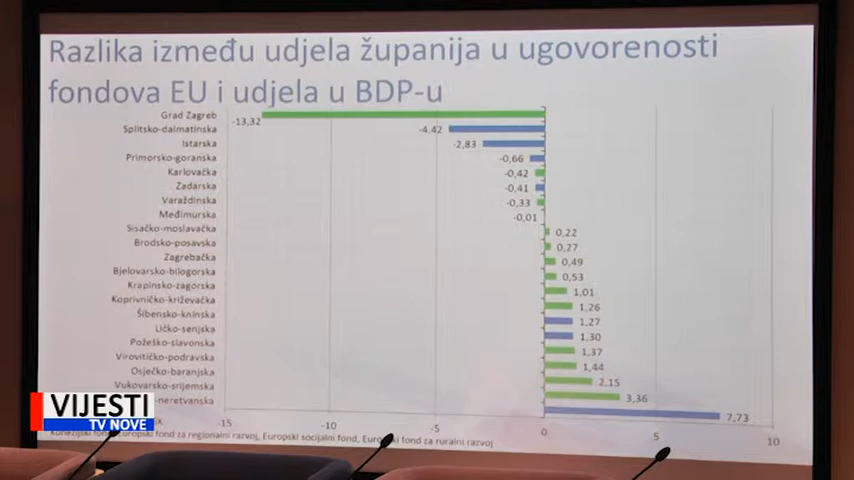 Razlika između udjela županija u ugovorenosti
fondova EU i udjela u BDP-u
Grad Zagreb -13,32
Splitsko-dalmatinska -4,42
Istarska -2,83
Primorsko-goranska -0,66
Karlovačka -0,42
Zadarska -0,41
Varaždinska -0,33
Međimurska -0,01
Sisačko-moslavačka 0,22
Brodsko-posavska 0,27
Zagrebačka 0,49
Bjelovarsko-bilogorska 0,53
Krapinsko-zagorska 1,01
Koprivničko-križevačka 1,26
Šibensko-kninska 1,27
Ličko-senjska 1,30
Požeško-slavonska 1,37
Virovitičko-podravska 1,44
Osječko-baranjska 2,15
Vukovarsko-srijemska 3,36
-neretvanska 7,73
-15 -10 -5 0 5 10
fond za regionalni razvoj, Europski socijalni fond, fond za ruralni razvoj
VIJESTI
TV NOVE